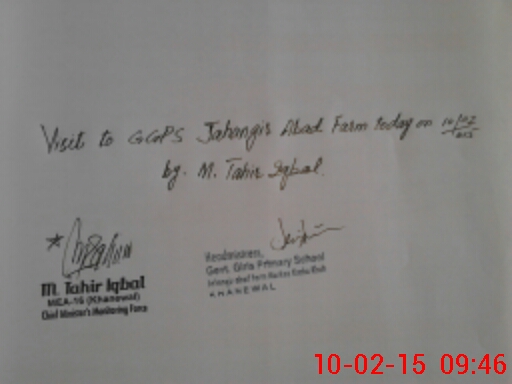 Visit to GGPS Jahangir Abad Farm today on 10/02
by. M. Tahir Iqbal.
M. Tahir Iqbal
MEA-16 (Khanewal)
Chief Minister's Monitoring Force
Headmistress,
Govt. Girls Primary School
KHANEWAL
10-02-15 09:46